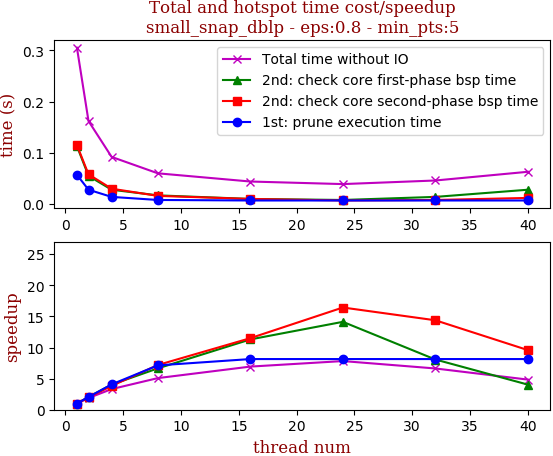 Total and hotspot time cost/speedup
small_snap_dblp - eps:0.8 - min_pts:5
time (s)
0.3
0.2
0.1
0.0
Total time without IO
2nd: check core first-phase bsp time
2nd: check core second-phase bsp time
1st: prune execution time
0 5 10 15 20 25 30 35 40
speedup
25
20
15
10
5
0
0 5 10 15 20 25 30 35 40
thread num